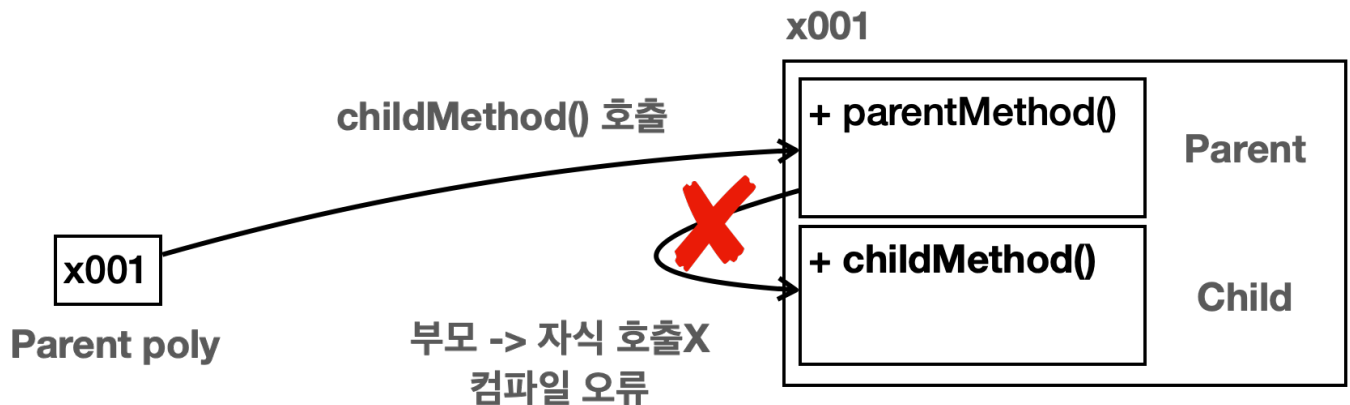 x001
childMethod() 호출
+ parentMethod()
Parent
x001
+ childMethod()
Child
Parent poly
부모 -> 자식 호출X
컴파일 오류